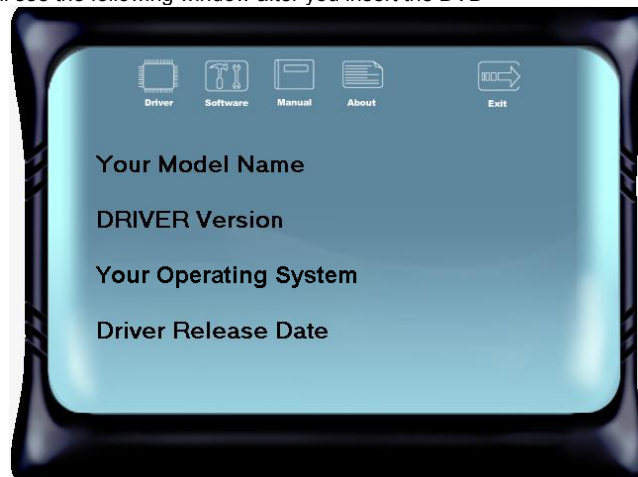 see the following window after you insert the DVD
Driver Software Manual About Exit
Your Model Name
DRIVER Version
Your Operating System
Driver Release Date